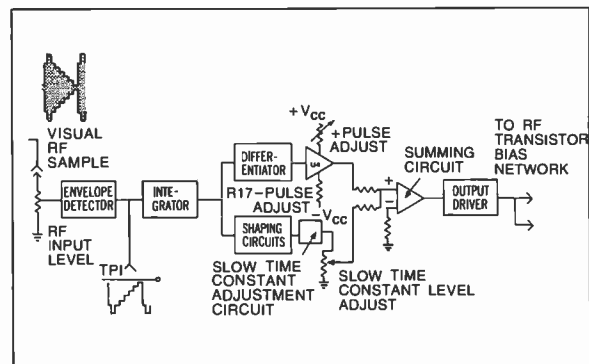 VISUAL
RF
SAMPLE
RF
INPUT
LEVEL
ENVELOPE
DETECTOR
TPI
INTE-
GRATOR
DIFFER-
ENTIATOR
+VCC
+PULSE
ADJUST
U4
R17-PULSE
ADJUST
-VCC
SHAPING
CIRCUITS
SLOW TIME
CONSTANT
ADJUSTMENT
CIRCUIT
SLOW TIME
CONSTANT LEVEL
ADJUST
SUMMING
CIRCUIT
+
-
OUTPUT
DRIVER
TO RF
TRANSISTOR
BIAS
NETWORK